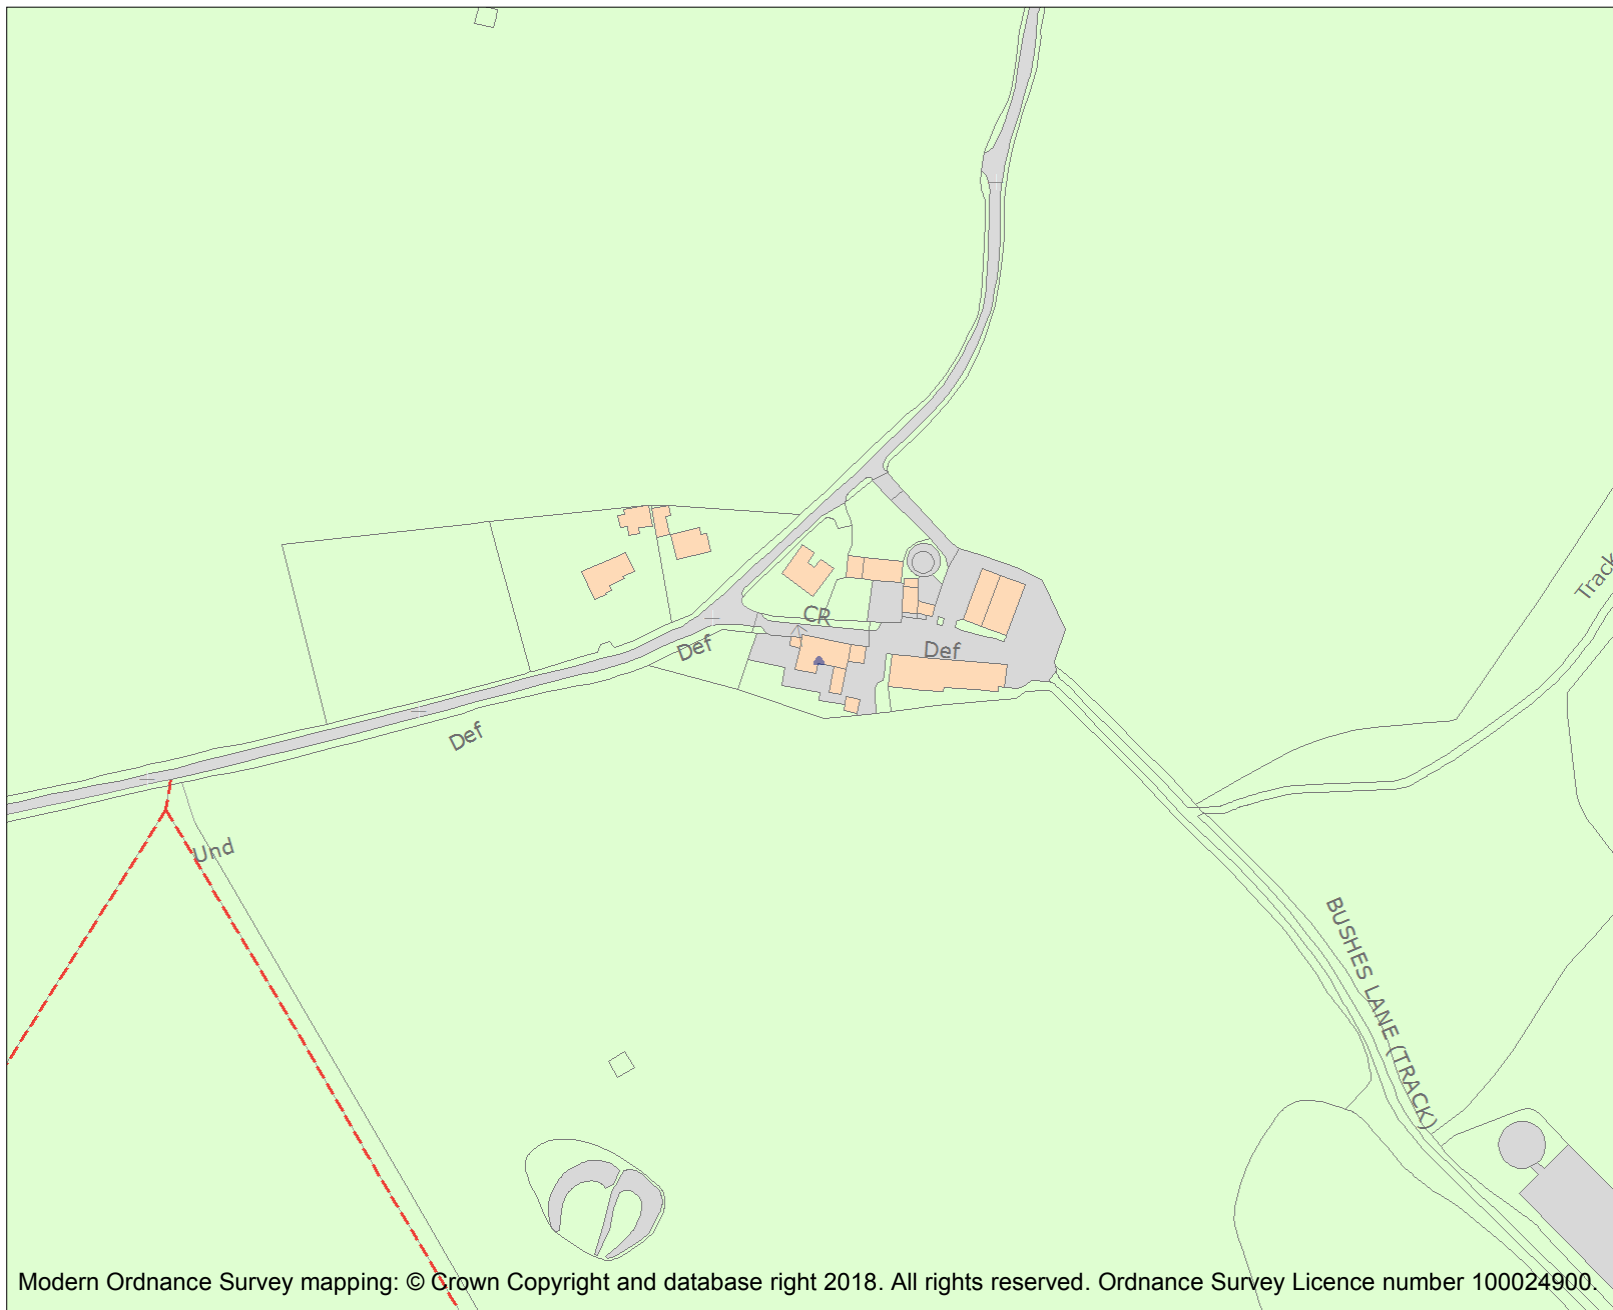 Track
CR
Def
Def
Def
Und
BUSHES LANE (TRACK)
Modern Ordnance Survey mapping: © Crown Copyright and database right 2018. All rights reserved. Ordnance Survey Licence number 100024900.